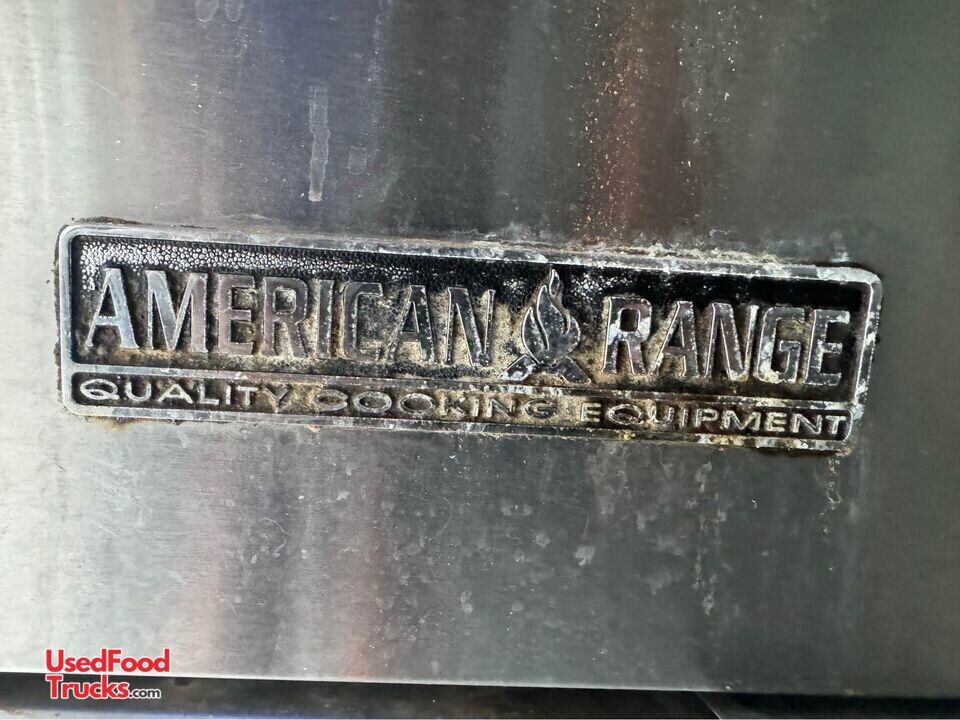 AMERICAN RANGE
QUALITY COOKING EQUIPMENT
UsedFood
Trucks.com